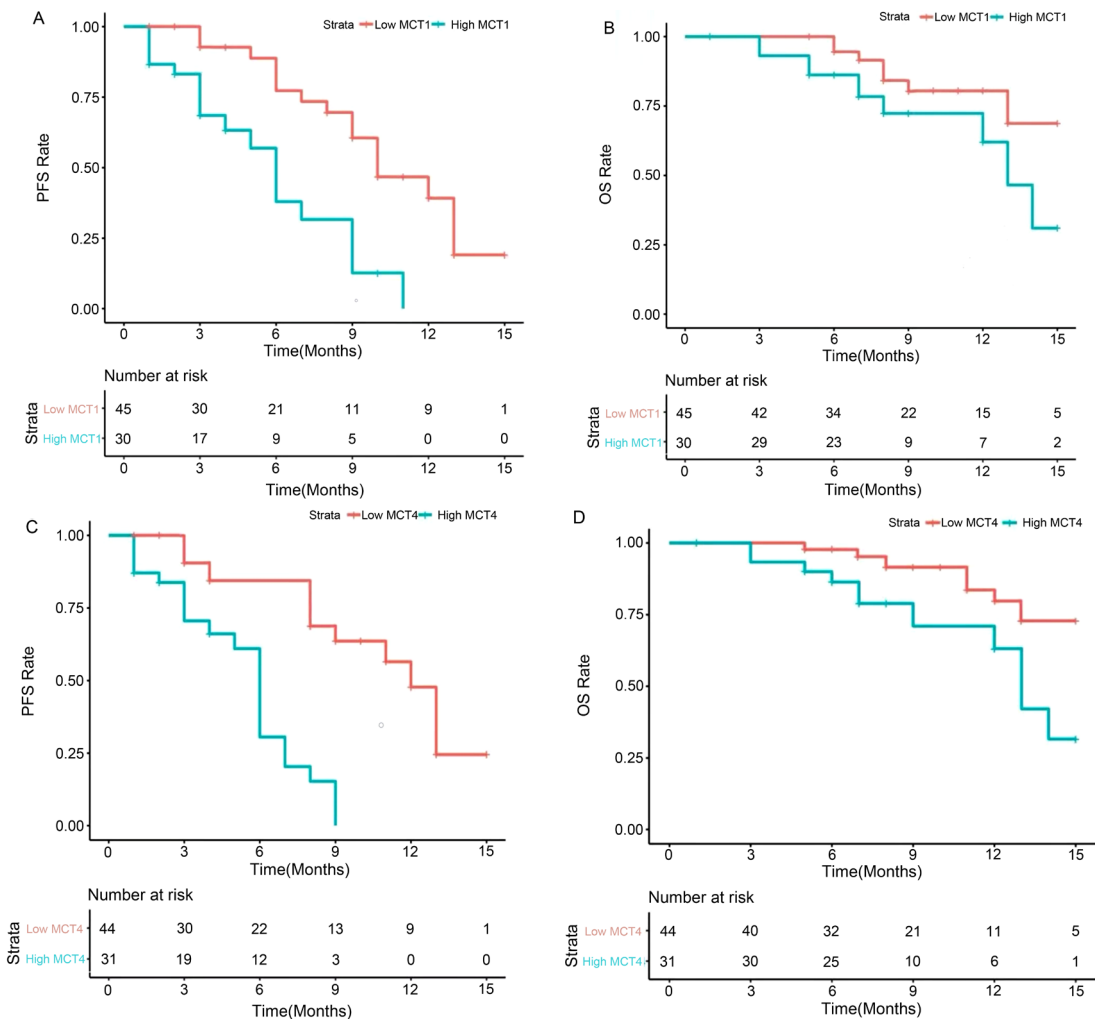 A
Strata Low MCT1 High MCT1
1.00
0.75
0.50
0.25
0.00
PFS Rate
0 3 6 9 12 15
Time(Months)
Number at risk
Strata
Low MCT1 45 30 21 11 9 1
High MCT1 30 17 9 5 0 0
0 3 6 9 12 15
Time(Months)
B
Strata Low MCT1 High MCT1
1.00
0.75
0.50
0.25
0.00
OS Rate
0 3 6 9 12 15
Time(Months)
Number at risk
Strata
Low MCT1 45 42 34 22 15 5
High MCT1 30 29 23 9 7 2
0 3 6 9 12 15
Time(Months)
C
Strata Low MCT4 High MCT4
1.00
0.75
0.50
0.25
0.00
PFS Rate
0 3 6 9 12 15
Time(Months)
Number at risk
Strata
Low MCT4 44 30 22 13 9 1
High MCT4 31 19 12 3 0 0
0 3 6 9 12 15
Time(Months)
D
Strata Low MCT4 High MCT4
1.00
0.75
0.50
0.25
0.00
OS Rate
0 3 6 9 12 15
Time(Months)
Number at risk
Strata
Low MCT4 44 40 32 21 11 5
High MCT4 31 30 25 10 6 1
0 3 6 9 12 15
Time(Months)